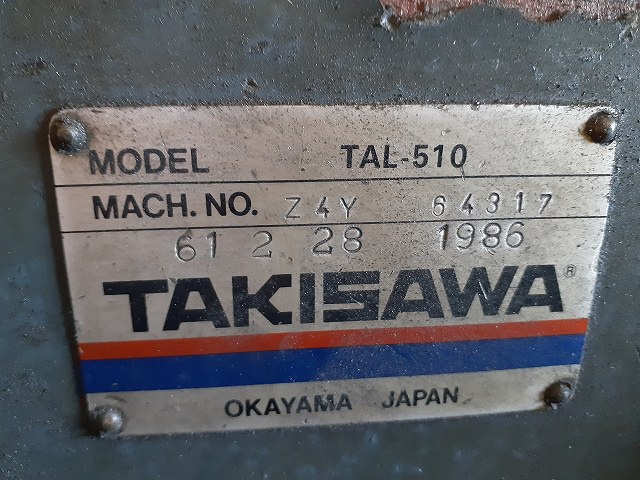 MODEL TAL-510
MACH. NO. Z4Y 64317
61 2 28 1986
TAKISAWA®
OKAYAMA JAPAN